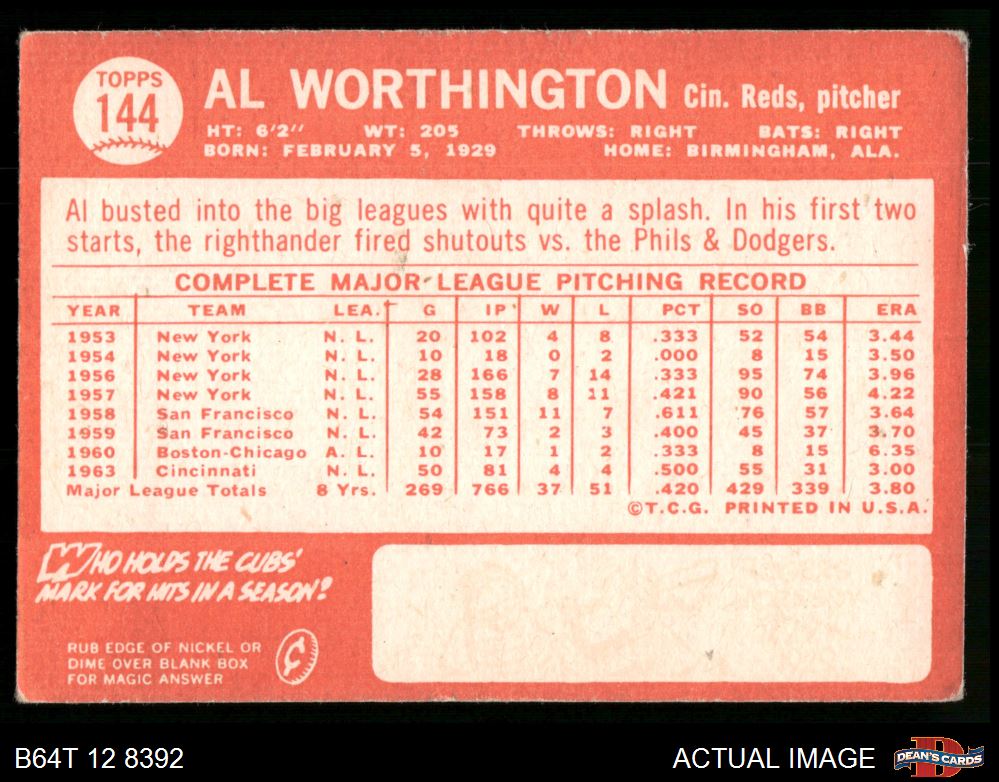 TOPPS
144
AL WORTHINGTON Cin. Reds, pitcher
HT: 6'2" WT: 205 THROWS: RIGHT BATS: RIGHT
BORN: FEBRUARY 5, 1929 HOME: BIRMINGHAM, ALA.
Al busted into the big leagues with quite a splash. In his first two
starts, the righthander fired shutouts vs. the Phils & Dodgers.
COMPLETE MAJOR LEAGUE PITCHING RECORD
YEAR TEAM LEA. G IP W L PCT SO BB ERA
1953 New York N. L. 20 102 4 8 .333 52 54 3.44
1954 New York N. L. 10 18 0 2 .000 8 15 3.50
1956 New York N. L. 28 166 7 14 .333 95 74 3.96
1957 New York N. L. 55 158 8 11 .421 90 56 4.22
1958 San Francisco N. L. 54 151 11 7 .611 76 57 3.64
1959 San Francisco N. L. 42 73 2 3 .400 45 37 3.70
1960 Boston-Chicago A. L. 10 17 1 2 .333 8 15 6.35
1963 Cincinnati N. L. 50 81 4 4 .500 55 31 3.00
Major League Totals 8 Yrs. 269 766 37 51 .420 429 339 3.80
©T.C.G. PRINTED IN U.S.A.
WHO HOLDS THE CUBS'
MARK FOR HITS IN A SEASON?
RUB EDGE OF NICKEL OR
DIME OVER BLANK BOX
FOR MAGIC ANSWER
¢
B64T 12 8392 ACTUAL IMAGE
DEAN'S CARDS